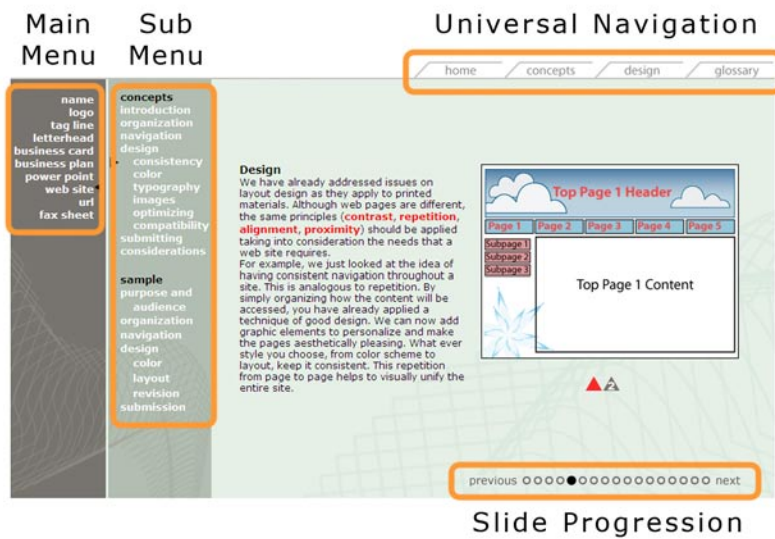 Main
Menu
Sub
Menu
Universal Navigation
home
concepts
design
glossary
name
logo
tag line
letterhead
business card
business plan
power point
web site
url
fax sheet
concepts
introduction
organization
navigation
design
consistency
color
typography
images
optimizing
compatibility
submitting
considerations
sample
purpose and
audience
organization
navigation
design
color
layout
revision
submission
Design
We have already addressed issues on
layout design as they apply to printed
materials. Although web pages are different,
the same principles (contrast, repetition,
alignment, proximity) should be applied
taking into consideration the needs that a
web site requires.
For example, we just looked at the idea of
having consistent navigation throughout a
site. This is analogous to repetition. By
simply organizing how the content will be
accessed, you have already applied a
technique of good design. We can now add
graphic elements to personalize and make
the pages aesthetically pleasing. What ever
style you choose, from color scheme to
layout, keep it consistent. This repetition
from page to page helps to visually unify the
entire site.
Top Page 1 Header
Page 1
Page 2
Page 3
Page 4
Page 5
Subpage 1
Subpage 2
Subpage 3
Top Page 1 Content
2
previous
next
Slide Progression